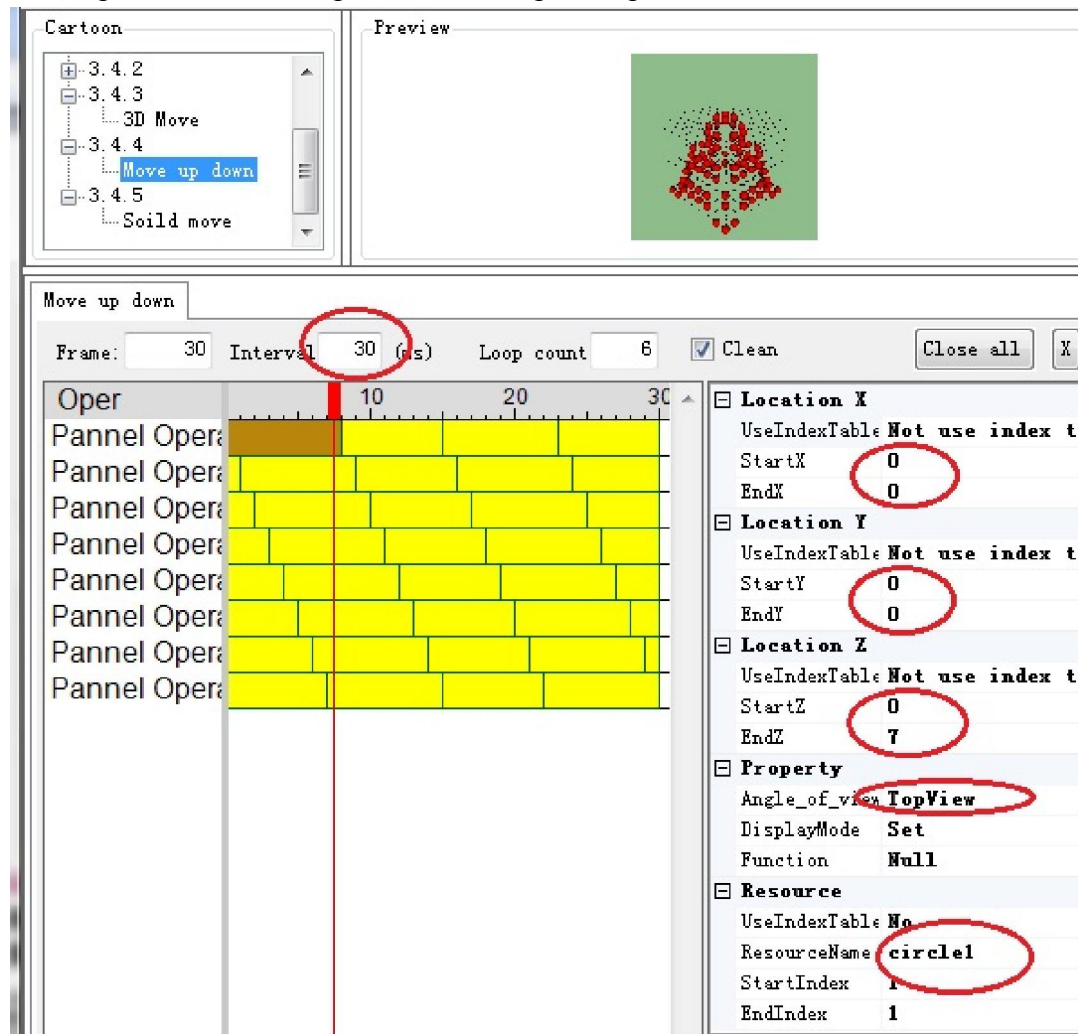 Cartoon
3.4.2
3.4.3
3D Move
3.4.4
Move up down
3.4.5
Soild move
Preview
Move up down
Frame: 30 Interval 30 (ms) Loop count 6 Clean Close all X
Oper 10 20 30
Pannel Opera
Pannel Opera
Pannel Opera
Pannel Opera
Pannel Opera
Pannel Opera
Pannel Opera
Pannel Opera
Location X
UseIndexTable Not use index t
StartX 0
EndX 0
Location Y
UseIndexTable Not use index t
StartY 0
EndY 0
Location Z
UseIndexTable Not use index t
StartZ 0
EndZ 7
Property
Angle_of_view TopView
DisplayMode Set
Function Null
Resource
UseIndexTable No
ResourceName circle1
StartIndex 1
EndIndex 1